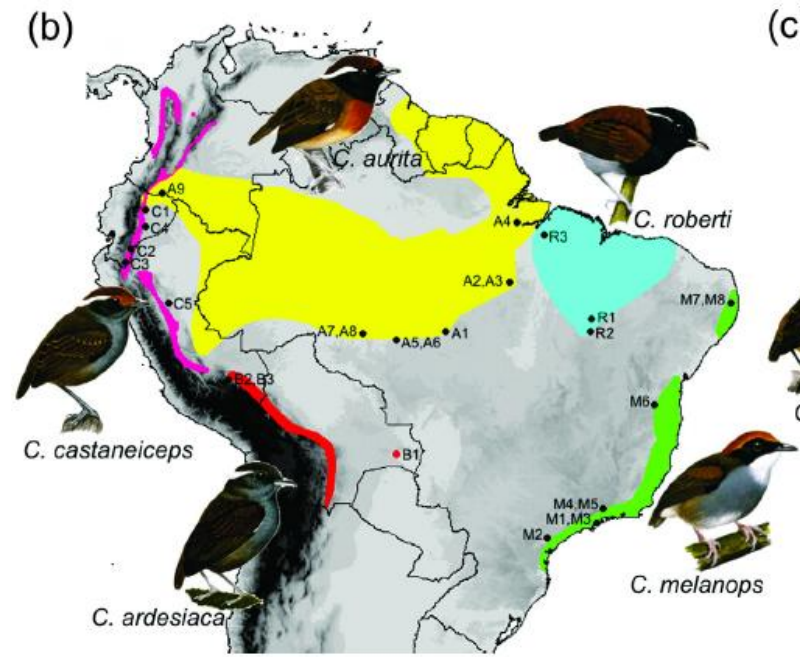 (b)
(c
C. aurita
C. roberti
A9
C1
C4
C2
C3
A4
R3
A2,A3
C5
M7,M8
R1
R2
A7,A8
A5,A6
A1
B2,B3
M6
C. castaneiceps
B1
M4,M5
M1,M3
M2
C. melanops
C. ardesiaca